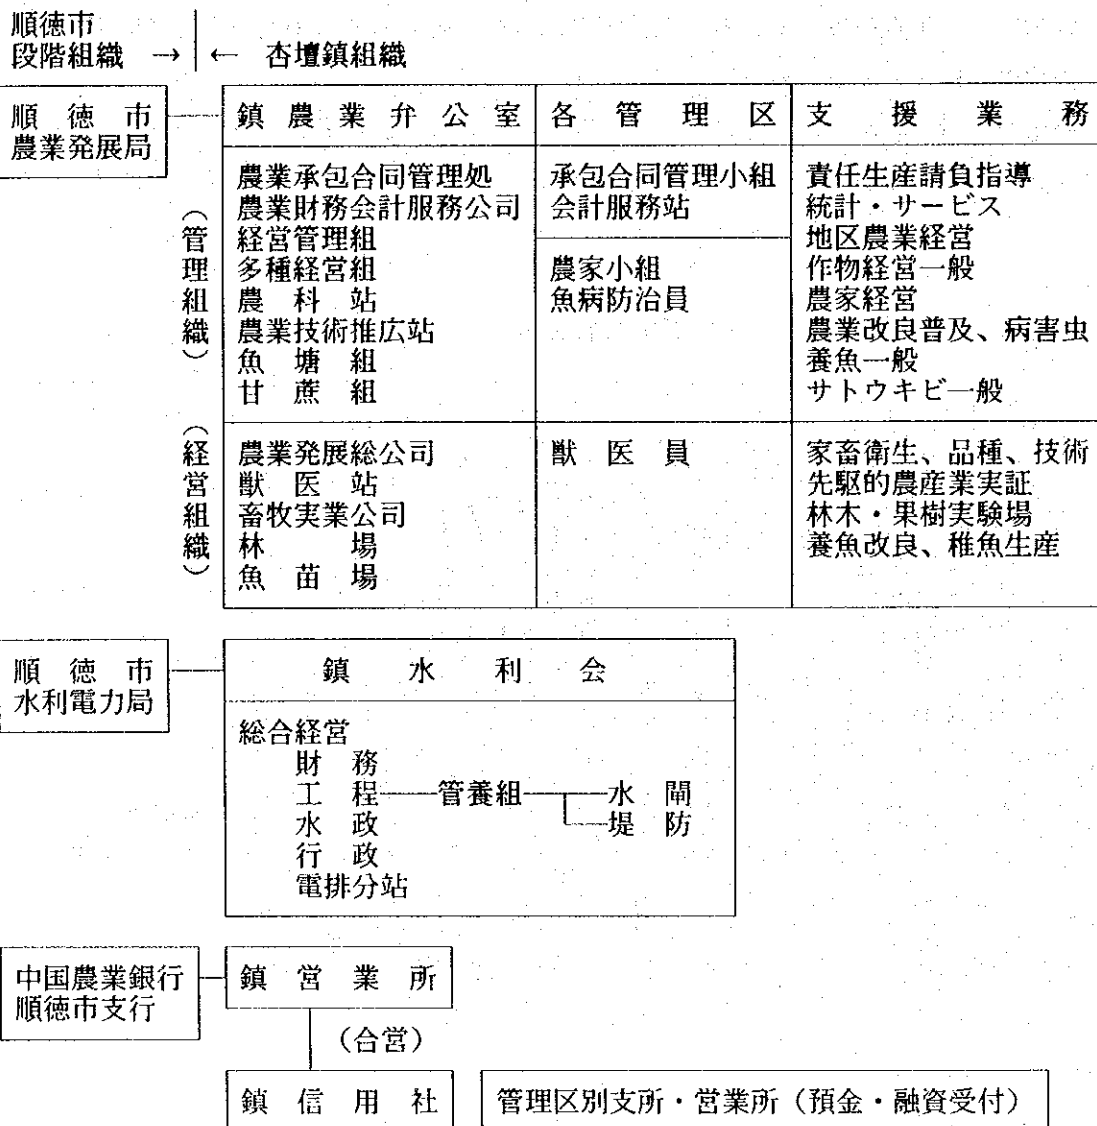 順徳市
段階組織 → ← 杏壇鎮組織
順徳市
農業発展局
鎮農業弁公室 各管理区 支援業務
（管理組織）
農業承包合同管理処
農業財務会計服務公司
経営管理組
多種経営組
農科站
農業技術推広站
魚塘組
甘蔗組
承包合同管理小組
会計服務站
農家小組
魚病防治員
責任生産請負指導
統計・サービス
地区農業経営
作物経営一般
農家経営
農業改良普及、病害虫
養魚一般
サトウキビ一般
（経営組織）
農業発展総公司
獣医站
畜牧実業公司
林場
魚苗場
獣医員
家畜衛生、品種、技術
先駆的農産業実証
林木・果樹実験場
養魚改良、稚魚生産
順徳市
水利電力局
鎮水利会
総合経営
財務
工程 管養組 水閘
水政 堤防
行政
電排分站
中国農業銀行
順徳市支行
鎮営業所
（合営）
鎮信用社
管理区別支所・営業所（預金・融資受付）